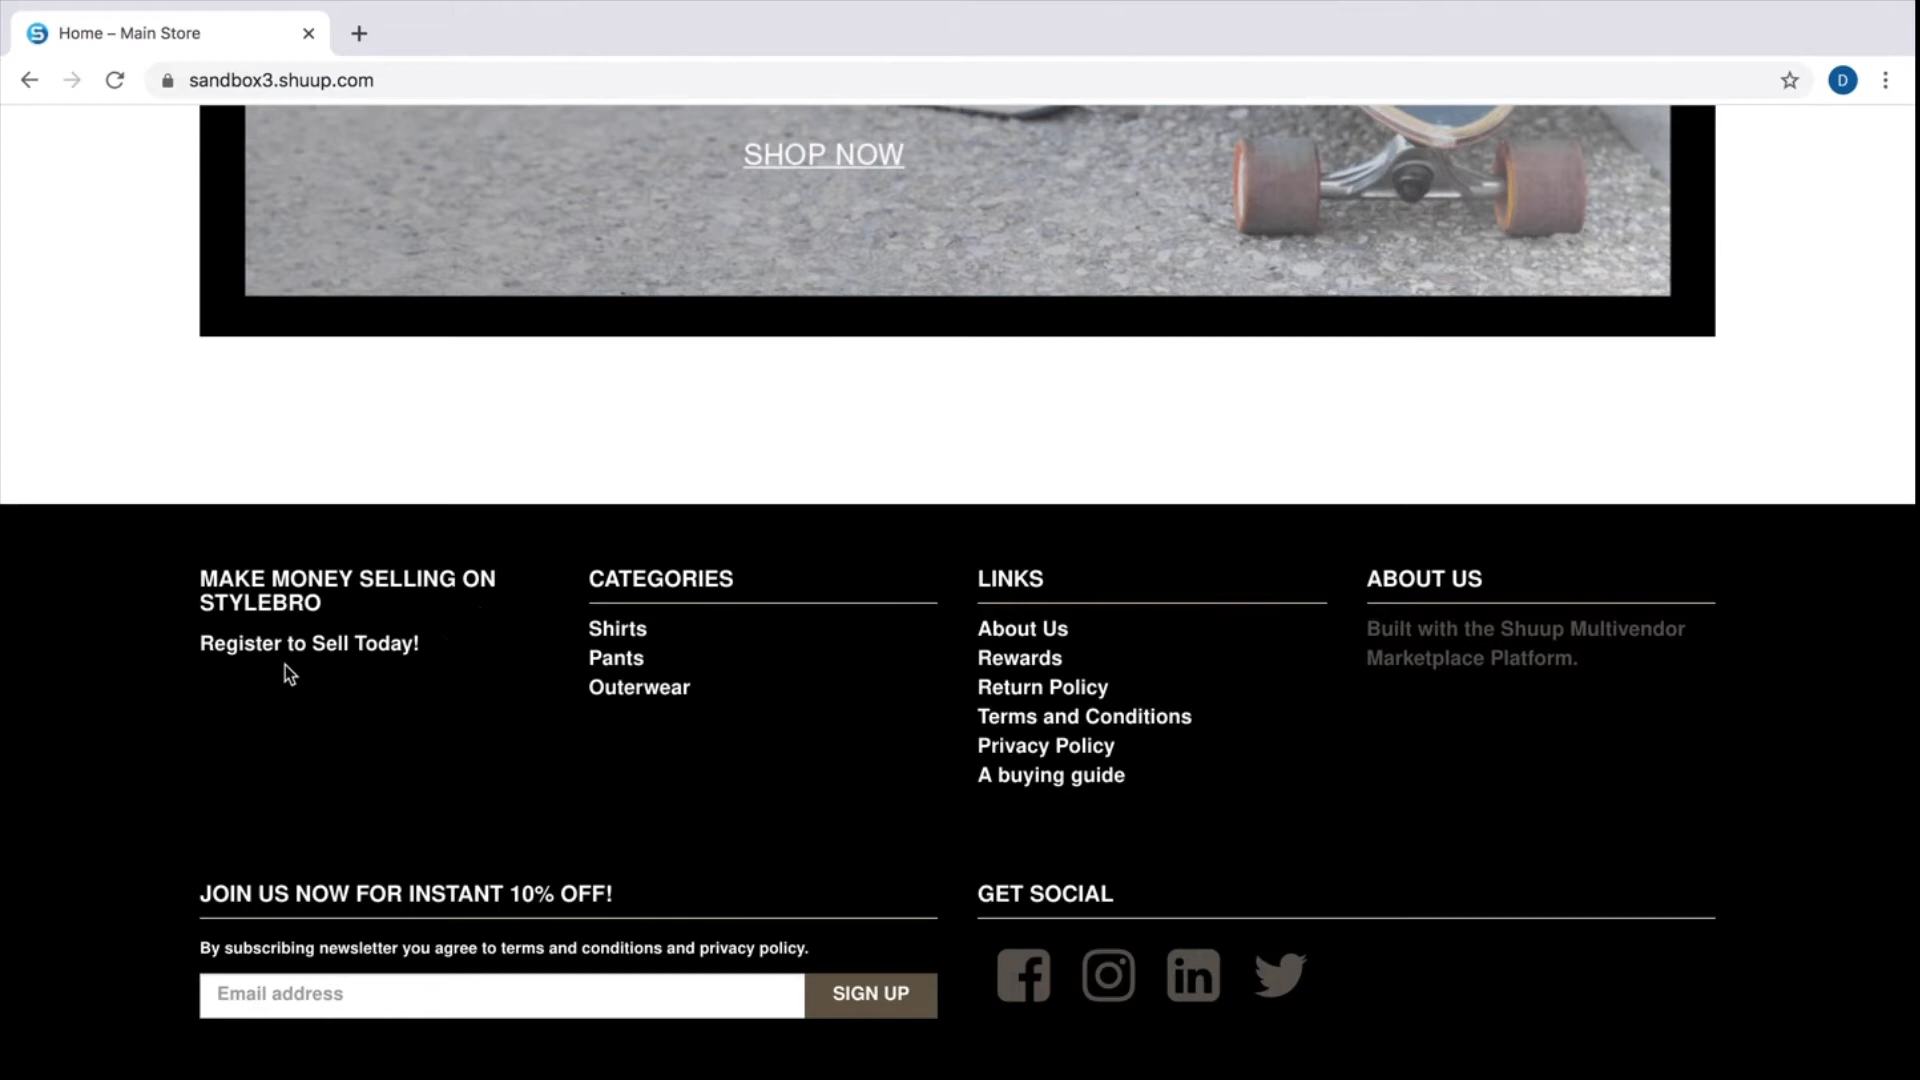 Home – Main Store
sandbox3.shuup.com
D
SHOP NOW
MAKE MONEY SELLING ON
STYLEBRO
Register to Sell Today!
CATEGORIES
Shirts
Pants
Outerwear
LINKS
About Us
Rewards
Return Policy
Terms and Conditions
Privacy Policy
A buying guide
ABOUT US
Built with the Shuup Multivendor
Marketplace Platform.
JOIN US NOW FOR INSTANT 10% OFF!
By subscribing newsletter you agree to terms and conditions and privacy policy.
Email address
SIGN UP
GET SOCIAL